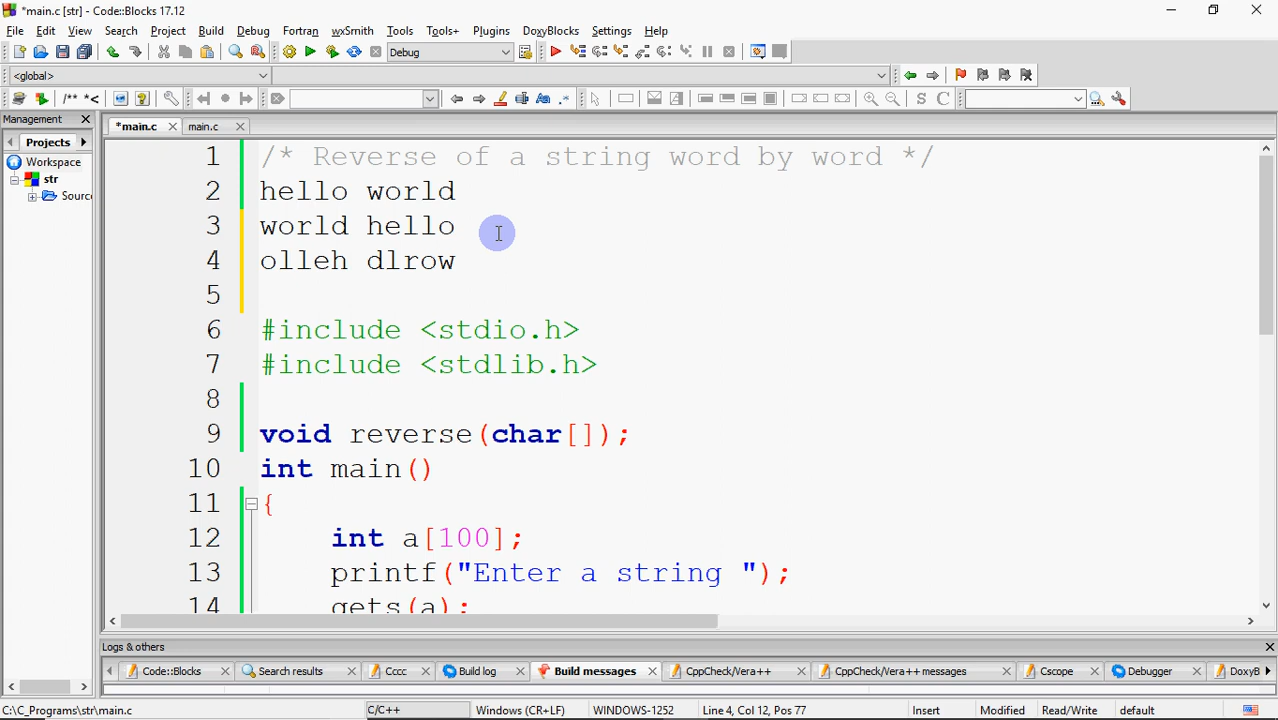 *main.c [str] - Code::Blocks 17.12
File Edit View Search Project Build Debug Fortran wxSmith Tools Tools+ Plugins DoxyBlocks Settings Help
Debug
<global>
/** *<
S C
Management
*main.c main.c
Projects
Workspace
str
Sourc
1 /* Reverse of a string word by word */
2 hello world
3 world hello
4 olleh dlrow
5
6 #include <stdio.h>
7 #include <stdlib.h>
8
9 void reverse(char[]);
10 int main()
11 {
12 int a[100];
13 printf("Enter a string ");
14 gets(a);
Logs & others
Code::Blocks Search results Cccc Build log Build messages CppCheck/Vera++ CppCheck/Vera++ messages Cscope Debugger DoxyB
C:\C_Programs\str\main.c C/C++ Windows (CR+LF) WINDOWS-1252 Line 4, Col 12, Pos 77 Insert Modified Read/Write default